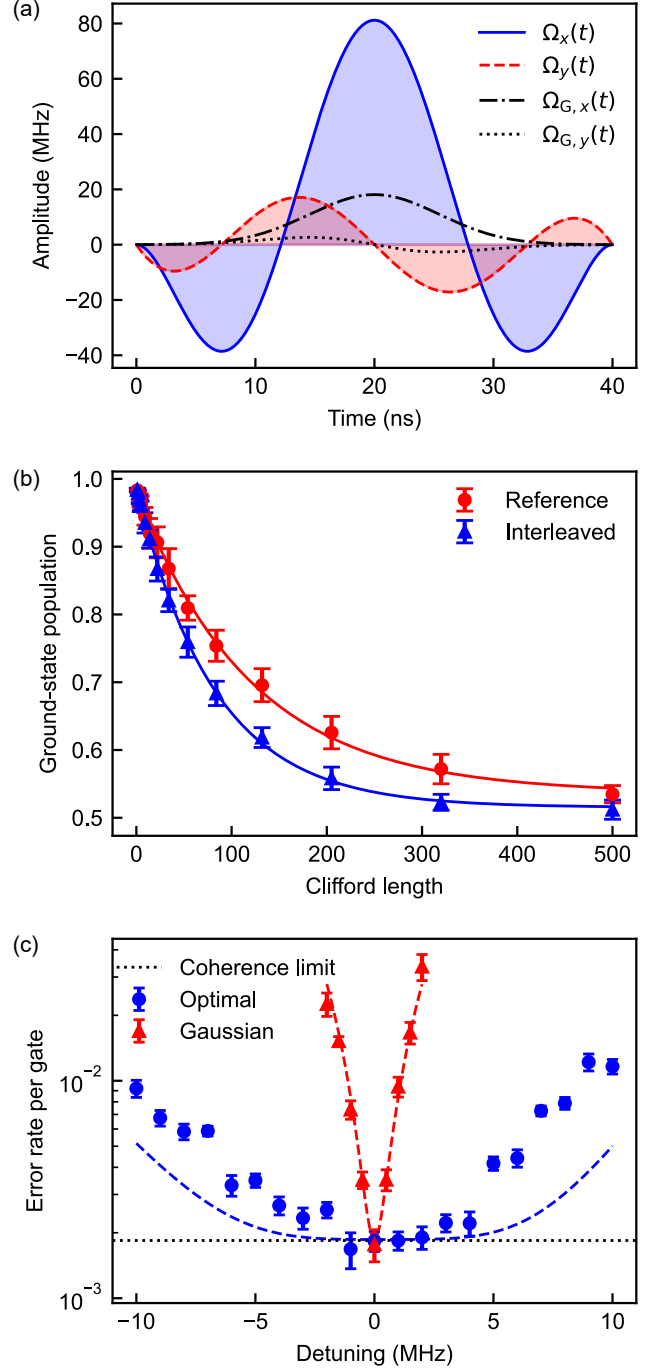 (a)
80
60
40
20
0
−20
−40
Amplitude (MHz)
Ωx(t)
Ωy(t)
ΩG, x(t)
ΩG, y(t)
0 10 20 30 40
Time (ns)
(b)
1.0
0.9
0.8
0.7
0.6
0.5
Ground-state population
Reference
Interleaved
0 100 200 300 400 500
Clifford length
(c)
10−2
10−3
Error rate per gate
Coherence limit
Optimal
Gaussian
−10 −5 0 5 10
Detuning (MHz)